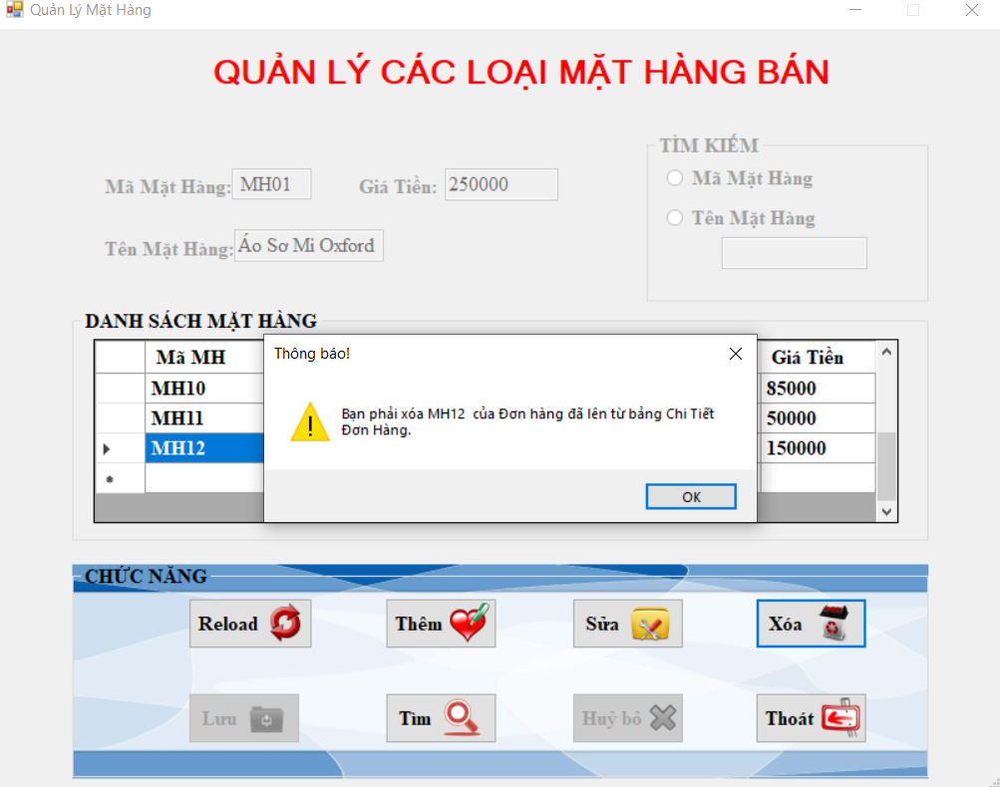 Quản Lý Mặt Hàng
QUẢN LÝ CÁC LOẠI MẶT HÀNG BÁN
TÌM KIẾM
Mã Mặt Hàng: MH01 Giá Tiền: 250000
Mã Mặt Hàng
Tên Mặt Hàng
Tên Mặt Hàng: Áo Sơ Mi Oxford
DANH SÁCH MẶT HÀNG
Mã MH Giá Tiền
MH10 85000
MH11 50000
MH12 150000
*
Thông báo!
Bạn phải xóa MH12 của Đơn hàng đã lên từ bảng Chi Tiết
Đơn Hàng.
OK
CHỨC NĂNG
Reload Thêm Sửa Xóa
Lưu Tìm Huỷ bỏ Thoát